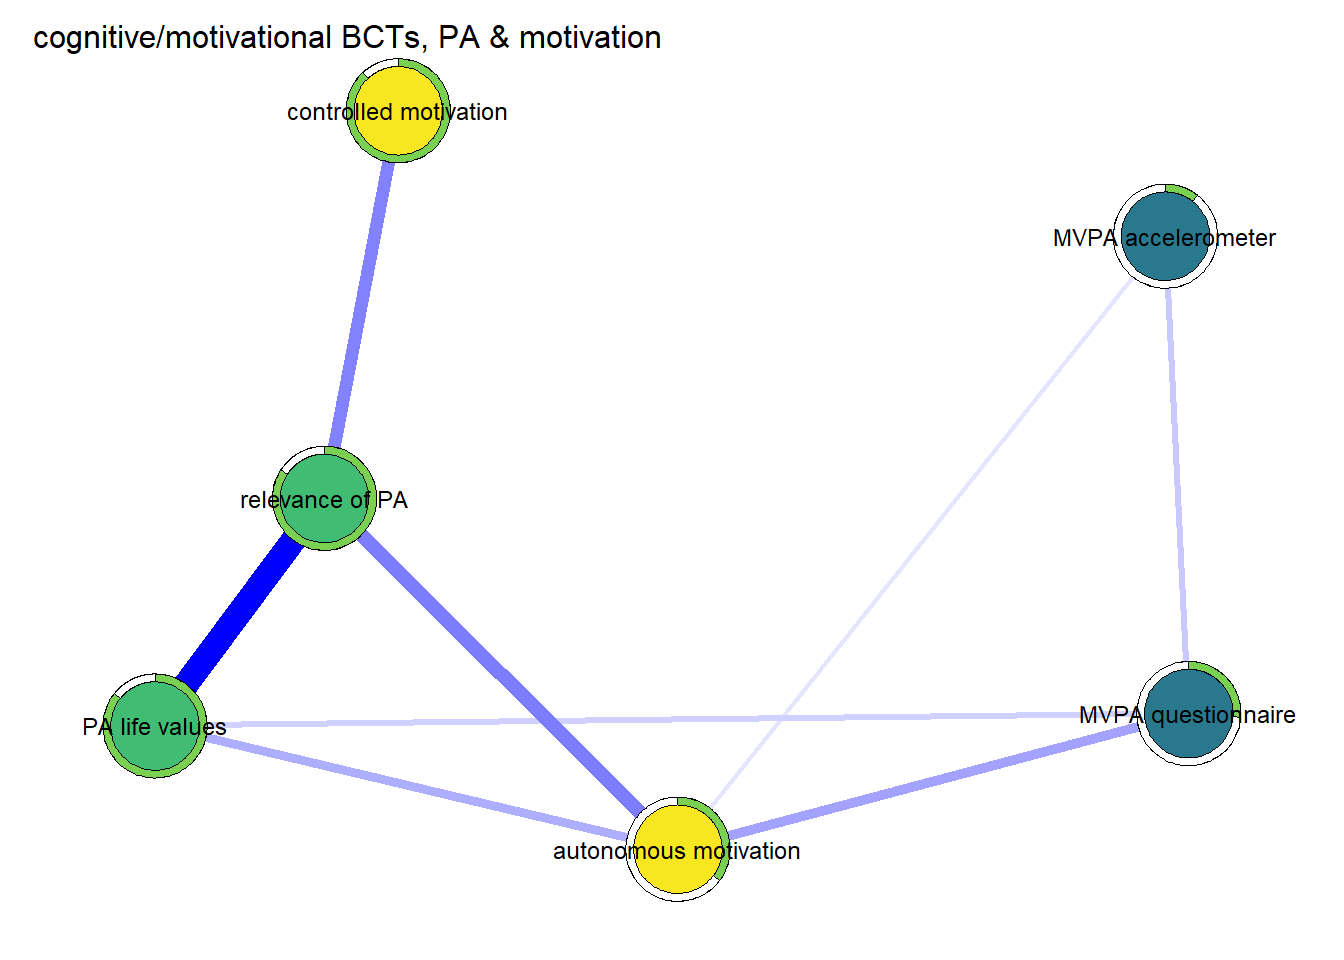 cognitive/motivational BCTs, PA & motivation
controlled motivation
MVPA accelerometer
relevance of PA
PA life values
MVPA questionnaire
autonomous motivation